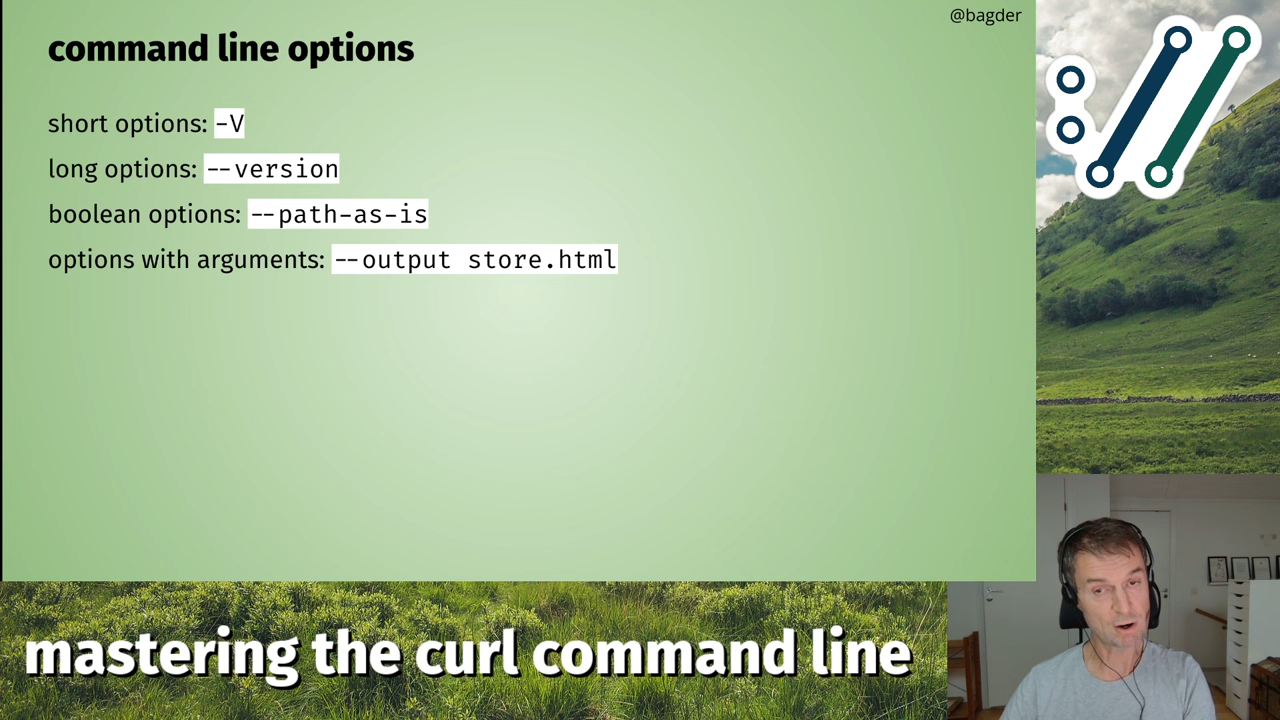 @bagder
command line options
short options: -V
long options: --version
boolean options: --path-as-is
options with arguments: --output store.html
mastering the curl command line